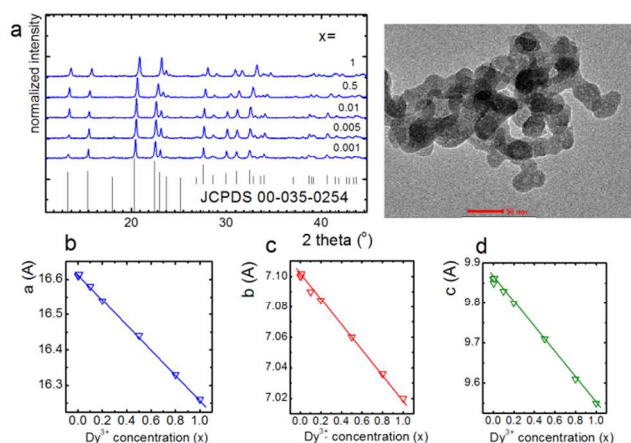 a
normalized intensity
x=
1
0.5
0.01
0.005
0.001
JCPDS 00-035-0254
20
30
40
2 theta (°)
50 nm
b
a (A)
16.6
16.5
16.4
16.3
0.0 0.2 0.4 0.6 0.8 1.0
Dy³⁺ concentration (x)
c
b (A)
7.10
7.08
7.06
7.04
7.02
0.0 0.2 0.4 0.6 0.8 1.0
Dy³⁺ concentration (x)
d
c (A)
9.9
9.8
9.7
9.6
0.0 0.2 0.4 0.6 0.8 1.0
Dy³⁺ concentration (x)